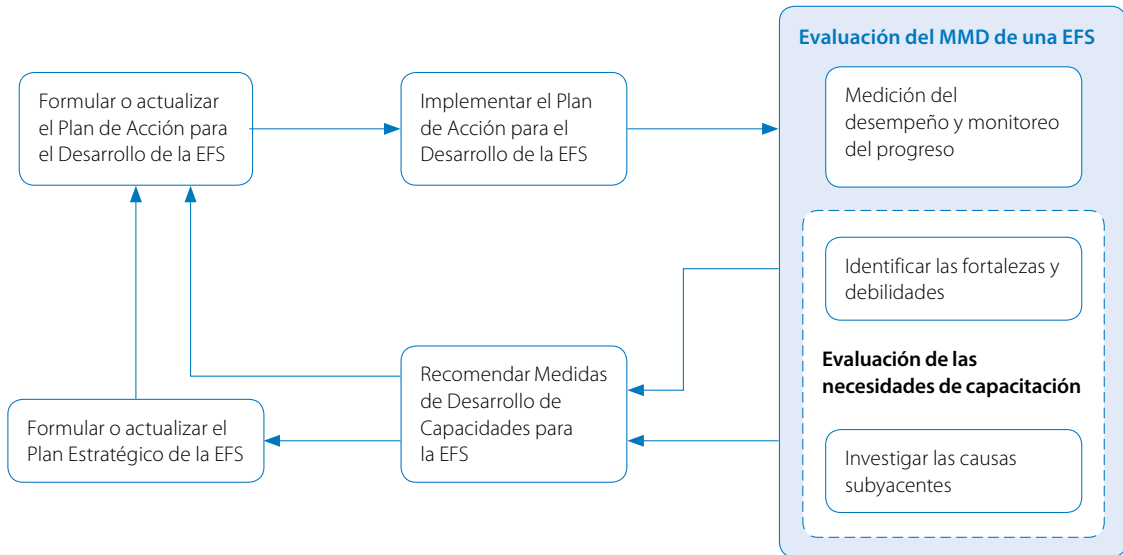 Evaluación del MMD de una EFS
Formular o actualizar
el Plan de Acción para
el Desarrollo de la EFS
Implementar el Plan
de Acción para el
Desarrollo de la EFS
Medición del
desempeño y monitoreo
del progreso
Identificar las fortalezas y
debilidades
Evaluación de las
necesidades de capacitación
Investigar las causas
subyacentes
Recomendar Medidas
de Desarrollo de
Capacidades para
la EFS
Formular o actualizar el
Plan Estratégico de la EFS